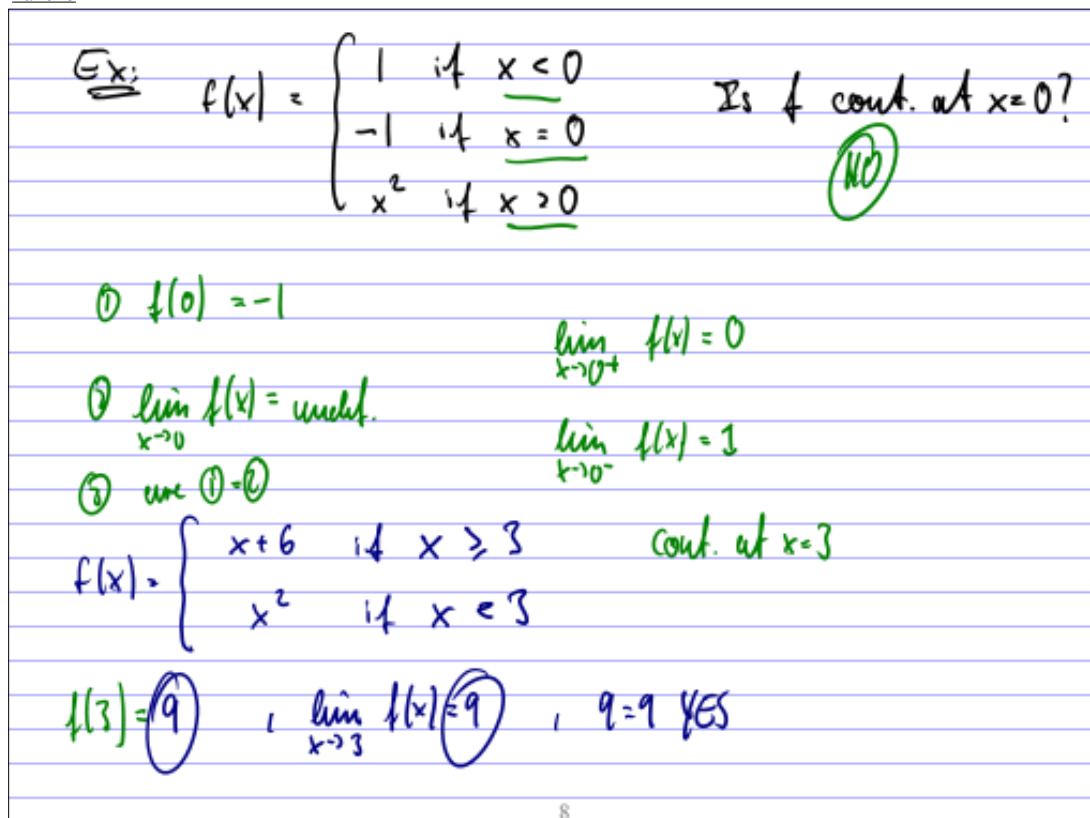 Ex: f(x) = { 1 if x < 0
-1 if x = 0
x² if x > 0
Is f cont. at x=0?
NO
① f(0) = -1
lim x→0+ f(x) = 0
② lim x→0 f(x) = undef.
lim x→0- f(x) = 1
③ ①=②
f(x) = { x+6 if x ≥ 3
x² if x < 3
cont. at x=3
f(3)=9 , lim x→3 f(x)=9 , 9=9 YES
8